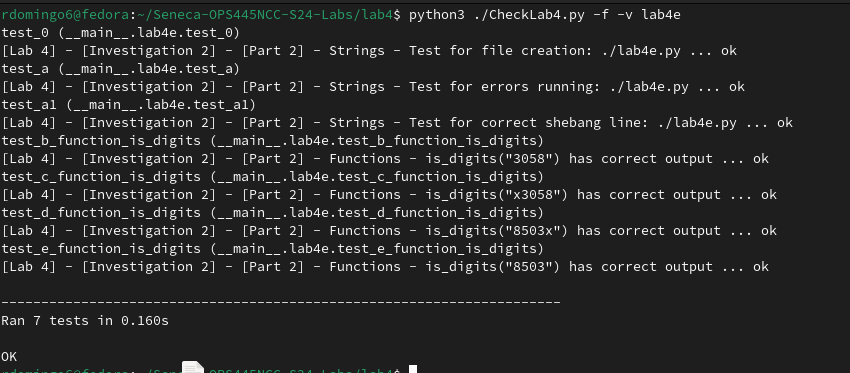 rdomingo6@fedora:~/Seneca-OPS445NCC-S24-Labs/lab4$ python3 ./CheckLab4.py -f -v lab4e
test_0 (__main__.lab4e.test_0)
[Lab 4] - [Investigation 2] - [Part 2] - Strings - Test for file creation: ./lab4e.py ... ok
test_a (__main__.lab4e.test_a)
[Lab 4] - [Investigation 2] - [Part 2] - Strings - Test for errors running: ./lab4e.py ... ok
test_a1 (__main__.lab4e.test_a1)
[Lab 4] - [Investigation 2] - [Part 2] - Strings - Test for correct shebang line: ./lab4e.py ... ok
test_b_function_is_digits (__main__.lab4e.test_b_function_is_digits)
[Lab 4] - [Investigation 2] - [Part 2] - Functions - is_digits("3058") has correct output ... ok
test_c_function_is_digits (__main__.lab4e.test_c_function_is_digits)
[Lab 4] - [Investigation 2] - [Part 2] - Functions - is_digits("x3058") has correct output ... ok
test_d_function_is_digits (__main__.lab4e.test_d_function_is_digits)
[Lab 4] - [Investigation 2] - [Part 2] - Functions - is_digits("8503x") has correct output ... ok
test_e_function_is_digits (__main__.lab4e.test_e_function_is_digits)
[Lab 4] - [Investigation 2] - [Part 2] - Functions - is_digits("8503") has correct output ... ok
----------------------------------------------------------------------
Ran 7 tests in 0.160s
OK
rdomingo6@fedora:~/Sene -OPS445NCC-S24-Labs/lab4$